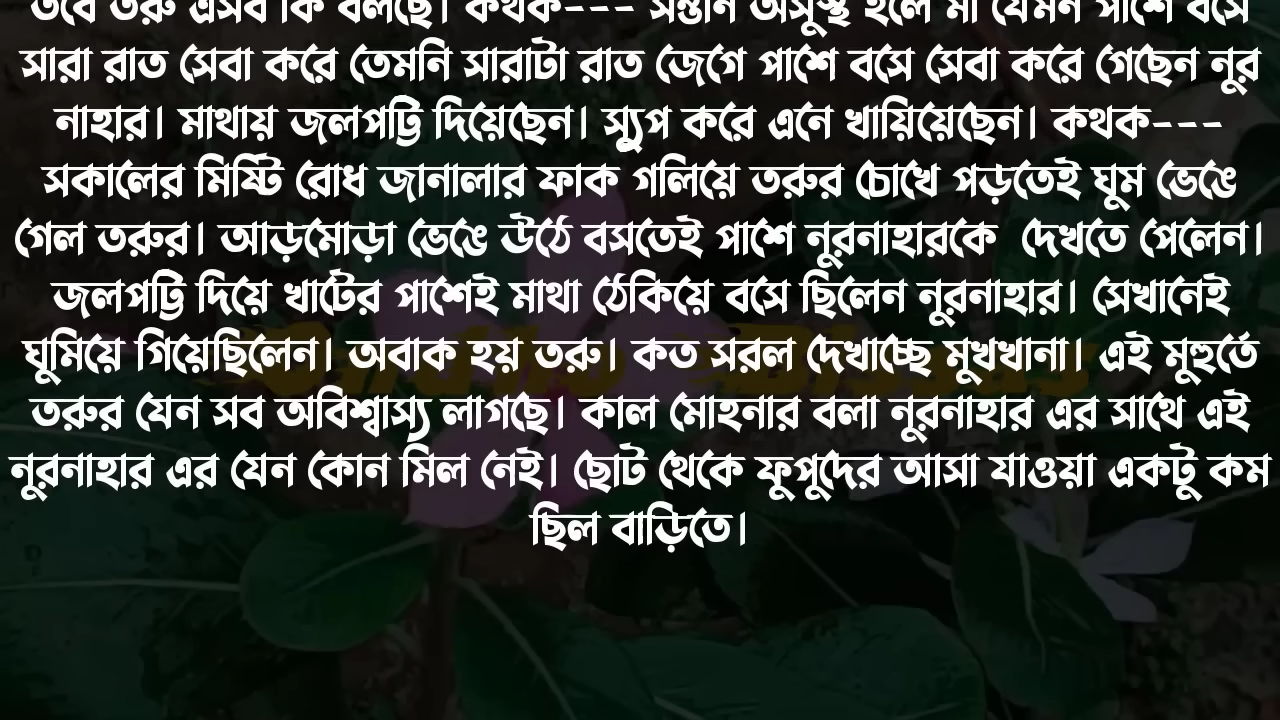 তবে তরু এসব কি বলছে। কথক--- সন্তান অসুস্থ হলে মা যেমন পাশে বসে
সারা রাত সেবা করে তেমনি সারাটা রাত জেগে পাশে বসে সেবা করে গেছেন নুর
নাহার। মাথায় জলপট্টি দিয়েছেন। স্যুপ করে এনে খায়িয়েছেন। কথক---
সকালের মিষ্টি রোধ জানালার ফাক গলিয়ে তরুর চোখে পড়তেই ঘুম ভেঙে
গেল তরুর। আড়মোড়া ভেঙে উঠে বসতেই পাশে নুরনাহারকে দেখতে পেলেন।
জলপট্টি দিয়ে খাটের পাশেই মাথা ঠেকিয়ে বসে ছিলেন নুরনাহার। সেখানেই
ঘুমিয়ে গিয়েছিলেন। অবাক হয় তরু। কত সরল দেখাচ্ছে মুখখানা। এই মুহুর্তে
তরুর যেন সব অবিশ্বাস্য লাগছে। কাল মোহনার বলা নুরনাহার এর সাথে এই
নুরনাহার এর যেন কোন মিল নেই। ছোট থেকে ফুপুদের আসা যাওয়া একটু কম
ছিল বাড়িতে।